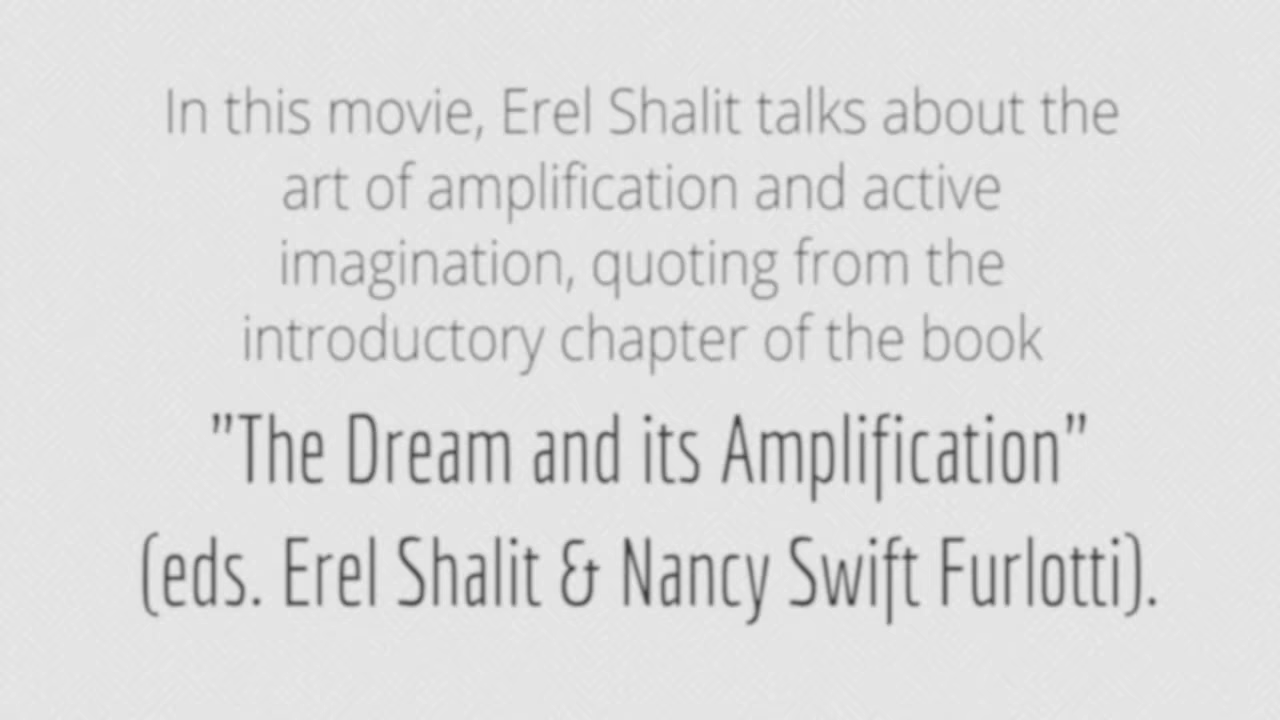 In this movie, Erel Shalit talks about the
art of amplification and active
imagination, quoting from the
introductory chapter of the book
"The Dream and its Amplification"
(eds. Erel Shalit & Nancy Swift Furlotti).